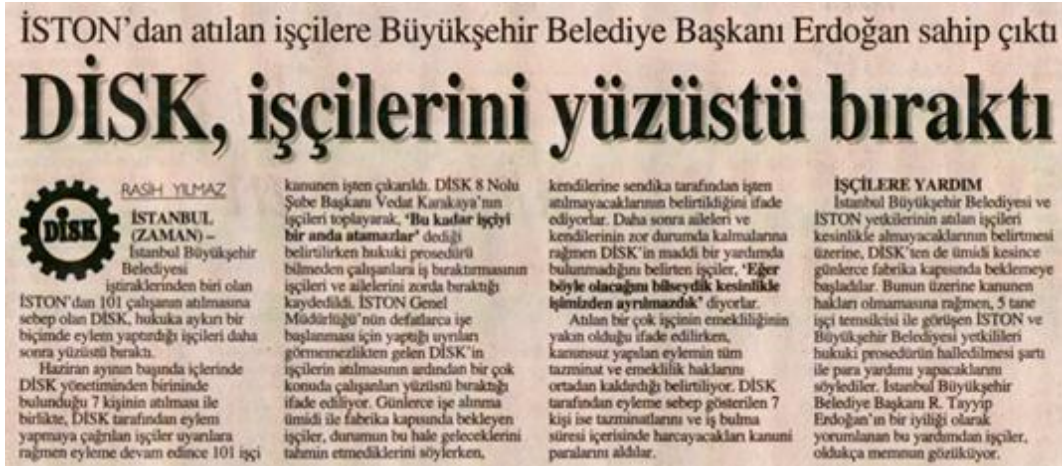 İSTON'dan atılan işçilere Büyükşehir Belediye Başkanı Erdoğan sahip çıktı
DİSK, işçilerini yüzüstü bıraktı
DİSK
RASİH YILMAZ
İSTANBUL
(ZAMAN) –
İstanbul Büyükşehir
Belediyesi
iştiraklerinden biri olan
İSTON'dan 101 çalışanın atılmasına
sebep olan DİSK, hukuka aykırı bir
biçimde eylem yaptırdığı işçileri daha
sonra yüzüstü bıraktı.
Haziran ayının başında içlerinde
DİSK yönetiminden birininde
bulunduğu 7 kişinin atılması ile
birlikte, DİSK tarafından eylem
yapmaya çağrılan işçiler uyarılara
rağmen eyleme devam edince 101 işçi
kanunen işten çıkarıldı. DİSK 8 Nolu
Şube Başkanı Vedat Karakaya'nın
işçileri toplayarak, 'Bu kadar işçiyi
bir anda atamazlar' dediği
belirtilirken hukuki prosedürü
bilmeden çalışanlara iş bıraktırmasının
işçileri ve ailelerini zorda bıraktığı
kaydedildi. İSTON Genel
Müdürlüğü'nün defatlarca işe
başlanması için yaptığı uyrıları
görmemezlikten gelen DİSK'in
işçilerin atılmasının ardından bir çok
konuda çalışanları yüzüstü bıraktığı
ifade ediliyor. Günlerce işe alınma
ümidi ile fabrika kapısında bekleyen
işçiler, durumun bu hale geleceklerini
tahmin etmediklerini söylerken,
kendilerine sendika tarafından işten
atılmayacaklarının belirtildiğini ifade
ediyorlar. Daha sonra aileleri ve
kendilerinin zor durumda kalmalarına
rağmen DİSK'in maddi bir yardımda
bulunmadığını belirten işçiler, 'Eğer
böyle olacağını bilseydik kesinlikle
işimizden ayrılmazdık' diyorlar.
Atılan bir çok işçinin emekliliğinin
yakın olduğu ifade edilirken,
kanunsuz yapılan eylemin tüm
tazminat ve emeklilik haklarını
ortadan kaldırdığı belirtiliyor. DİSK
tarafından eyleme sebep gösterilen 7
kişi ise tazminatlarını ve iş bulma
süresi içerisinde harcayacakları kanuni
paralarını aldılar.
İŞÇİLERE YARDIM
İstanbul Büyükşehir Belediyesi ve
İSTON yetkilerinin atılan işçileri
kesinlikle almayacaklarının belirtmesi
üzerine, DİSK'ten de ümidi kesince
günlerce fabrika kapısında beklemeye
başladılar. Bunun üzerine kanunen
hakları olmamasına rağmen, 5 tane
işçi temsilcisi ile görüşen İSTON ve
Büyükşehir Belediyesi yetkilileri
hukuki prosedürün halledilmesi şartı
ile para yardımı yapacaklarını
söylediler. İstanbul Büyükşehir
Belediye Başkanı R. Tayyip
Erdoğan'ın bir iyiliği olarak
yorumlanan bu yardımdan işçiler,
oldukça memnun gözüküyor.